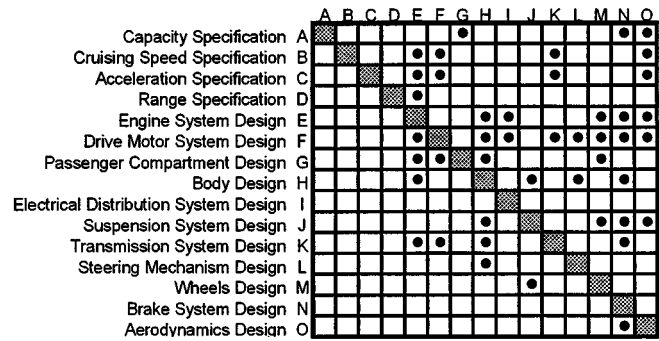 A B C D E F G H I J K L M N O
Capacity Specification A
Cruising Speed Specification B
Acceleration Specification C
Range Specification D
Engine System Design E
Drive Motor System Design F
Passenger Compartment Design G
Body Design H
Electrical Distribution System Design I
Suspension System Design J
Transmission System Design K
Steering Mechanism Design L
Wheels Design M
Brake System Design N
Aerodynamics Design O